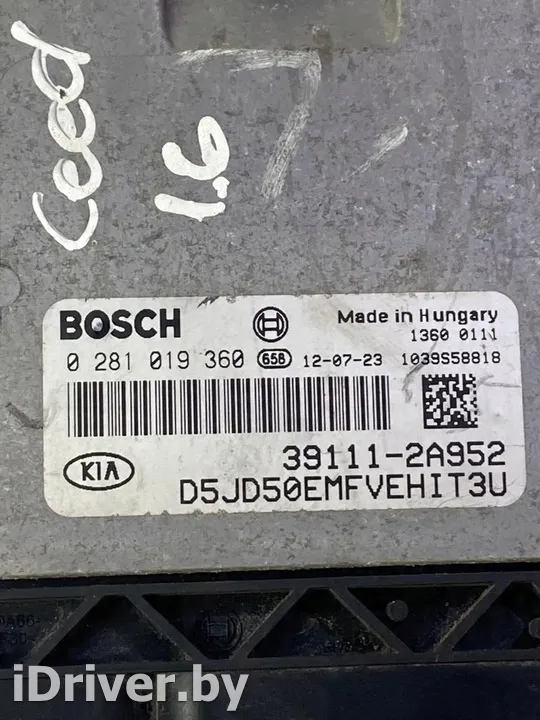 Ceed
1.6
BOSCH
Made in Hungary
1360 0111
0 281 019 360 656 12-07-23 1039S58818
39111-2A952
KIA
D5JD50EMFVEHIT3U
iDriver.by